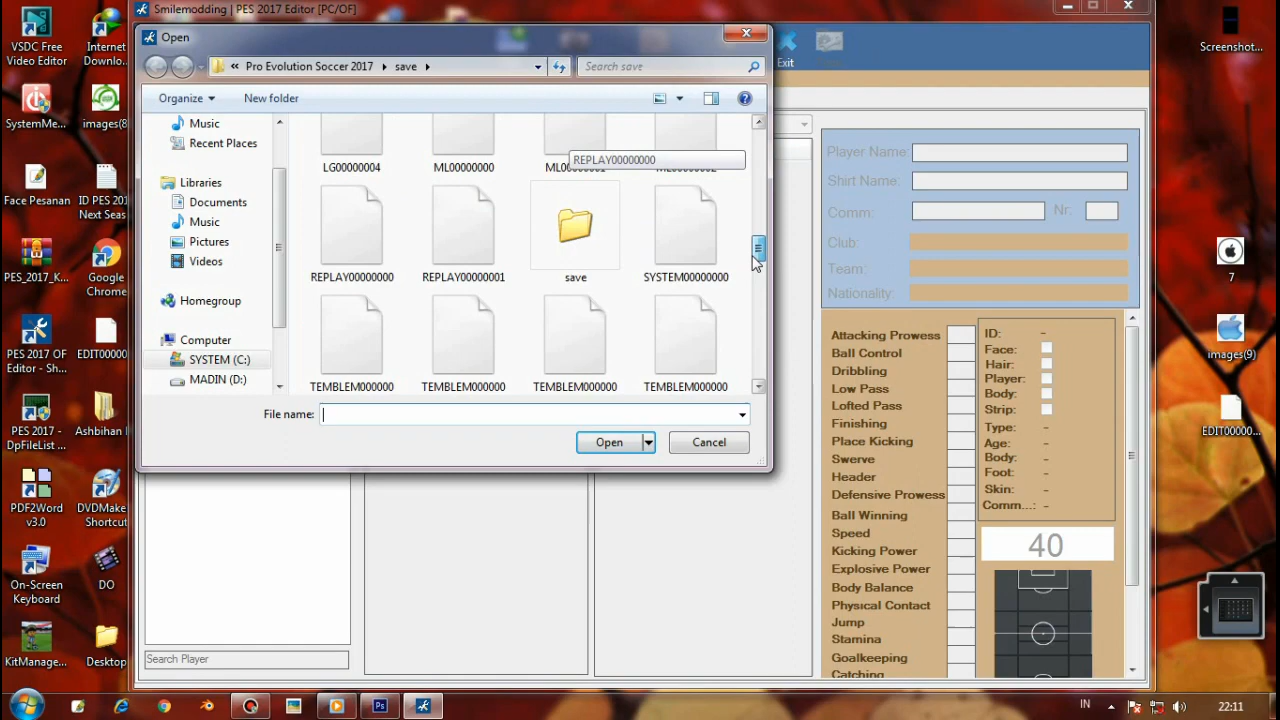 Smilemodding | PES 2017 Editor [PC/OF]
Open
« Pro Evolution Soccer 2017 ▸ save ▸
Search save
Organize
New folder
Music
Recent Places
Libraries
Documents
Music
Pictures
Videos
Homegroup
Computer
SYSTEM (C:)
MADIN (D:)
LG00000004
ML00000000
REPLAY00000000
REPLAY00000000
REPLAY00000001
save
SYSTEM00000000
TEMBLEM000000
TEMBLEM000000
TEMBLEM000000
TEMBLEM000000
File name:
Open
Cancel
Search Player
Exit
Player Name:
Shirt Name:
Comm:
Nr:
Club:
Team:
Nationality:
Attacking Prowess
Ball Control
Dribbling
Low Pass
Lofted Pass
Finishing
Place Kicking
Swerve
Header
Defensive Prowess
Ball Winning
Speed
Kicking Power
Explosive Power
Body Balance
Physical Contact
Jump
Stamina
Goalkeeping
Catching
ID: -
Face:
Hair:
Player:
Body:
Strip:
Type: -
Age: -
Body: -
Foot: -
Skin: -
Comm...: -
40
VSDC Free
Video Editor
Internet
Downlo...
SystemMe...
images(8
Face Pesanan
ID PES 201
Next Seas
PES_2017_K...
Google
Chrome
PES 2017 OF
Editor - Sh...
EDIT00000
PES 2017 -
DpFileList ...
Ashbihan
PDF2Word
v3.0
DVDMake
Shortcut
On-Screen
Keyboard
DO
KitManage...
Desktop
Screenshot...
7
images(9)
EDIT00000...
IN
22:11